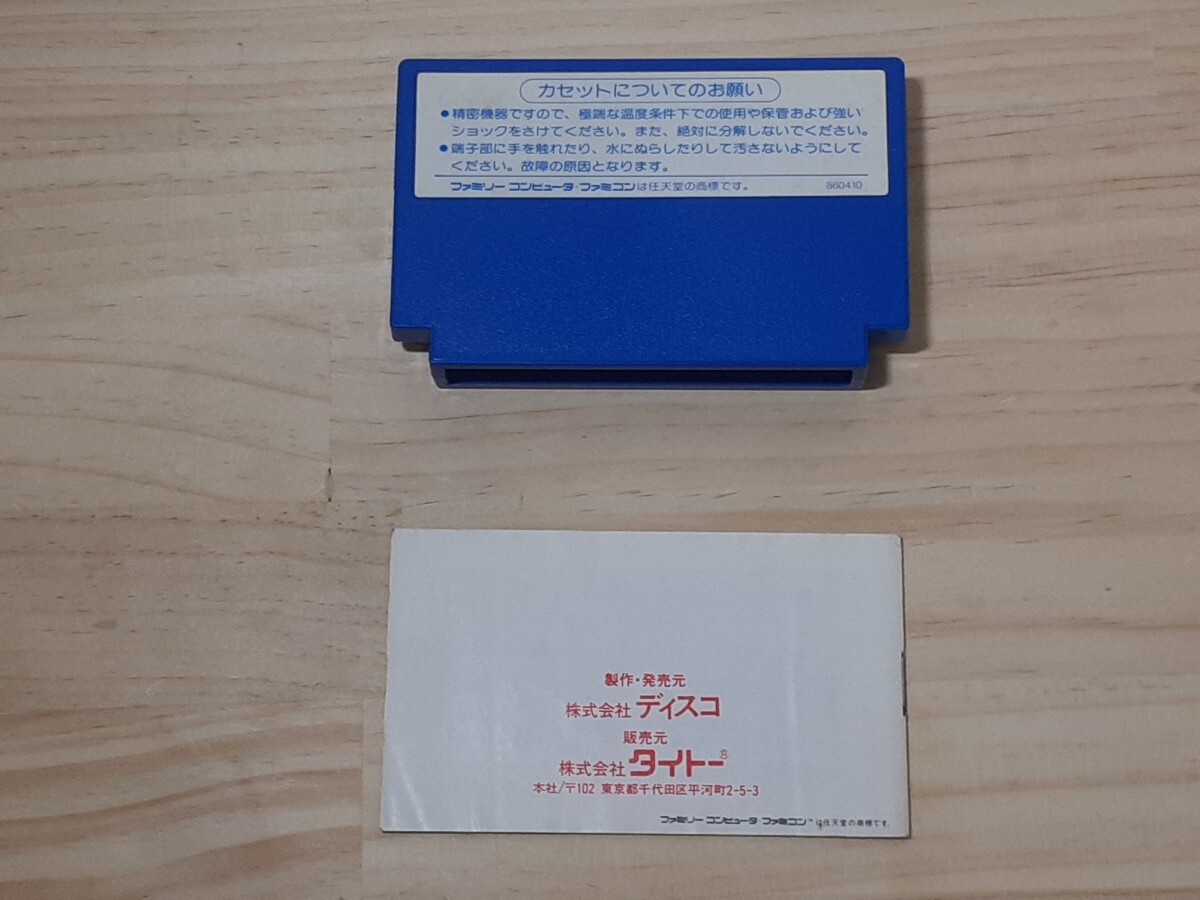 カセットについてのお願い
●精密機器ですので、極端な温度条件下での使用や保管および強い
ショックをさけてください。また、絶対に分解しないでください。
●端子部に手を触れたり、水にぬらしたりして汚さないようにして
ください。故障の原因となります。
ファミリー コンピュータ・ファミコンは任天堂の商標です。 860410
製作・発売元
株式会社 ディスコ
販売元
株式会社 タイトー®
本社/〒102 東京都千代田区平河町2-5-3
ファミリー コンピュータ・ファミコン™は任天堂の商標です。